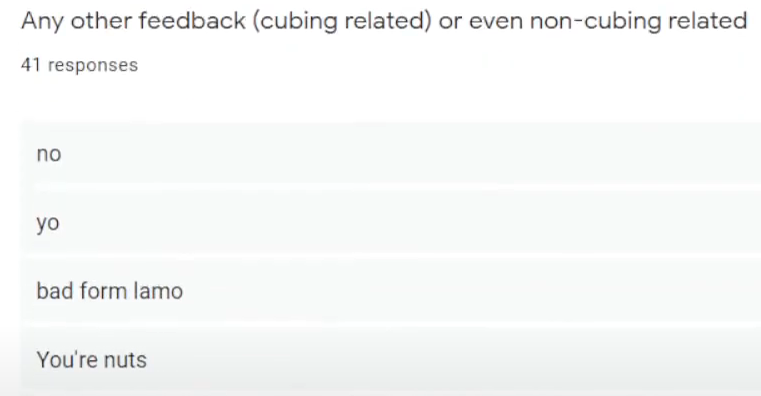 Any other feedback (cubing related) or even non-cubing related
41 responses
no
yo
bad form lamo
You're nuts